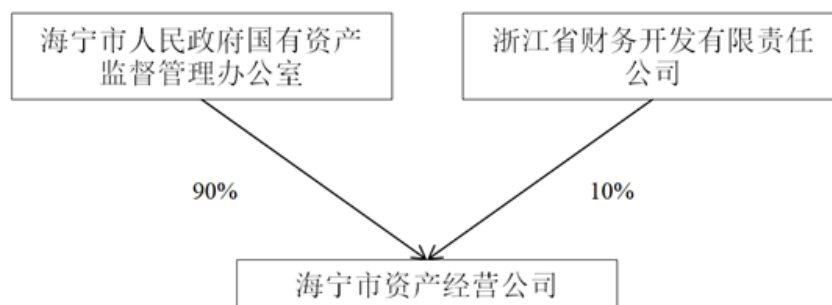 海宁市人民政府国有资产
监督管理办公室
浙江省财务开发有限责任
公司
90%
10%
海宁市资产经营公司